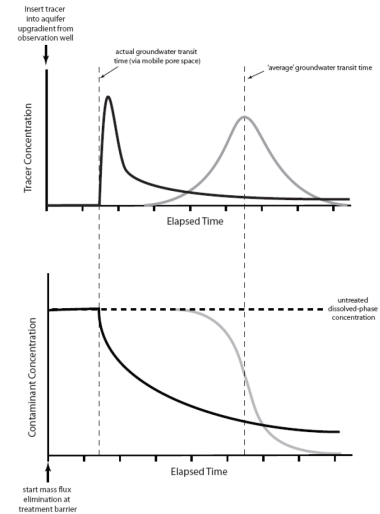 Insert tracer
into aquifer
upgradient from
observation well
actual groundwater transit
time (via mobile pore space)
'average' groundwater transit time
Tracer Concentration
Elapsed Time
untreated
dissolved-phase
concentration
Contaminant Concentration
Elapsed Time
start mass flux
elimination at
treatment barrier